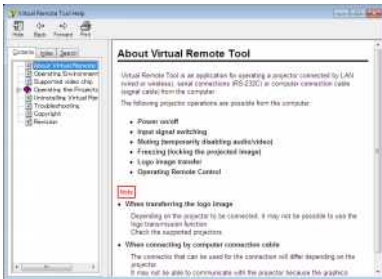 Virtual Remote Tool Help
Hide Back Forward Print
Contents Index Search
About Virtual Remote
Operating Environment
Supported video chip
Operating the Projecto
Uninstalling Virtual Rem
Troubleshooting
Copyright
Revision
About Virtual Remote Tool
Virtual Remote Tool is an application for operating a projector connected by LAN
(wired or wireless), serial connections (RS-232C) or computer connection cable
(signal cable) from the computer.
The following projector operations are possible from the computer.
• Power on/off
• Input signal switching
• Muting (temporarily disabling audio/video)
• Freezing (locking the projected image)
• Logo image transfer
• Operating Remote Control
Note
• When transferring the logo image
Depending on the projector to be connected, it may not be possible to use the
logo transmission function.
Check the supported projectors
• When connecting by computer connection cable
The connector that can be used for the connection will differ depending on the
projector.
It may not be able to communicate with the projector because the graphics